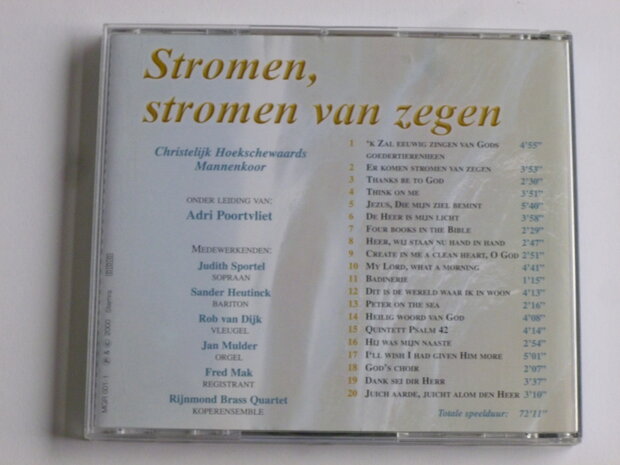 Stromen,
stromen van zegen
Christelijk Hoekschewaards
Mannenkoor
ONDER LEIDING VAN:
Adri Poortvliet
MEDEWERKENDEN:
Judith Sportel
SOPRAAN
Sander Heutinck
BARITON
Rob van Dijk
VLEUGEL
Jan Mulder
ORGEL
Fred Mak
REGISTRANT
Rijnmond Brass Quartet
KOPERENSEMBLE
1 'K ZAL EEUWIG ZINGEN VAN GODS 4'55"
GOEDERTIERENHEEN
2 ER KOMEN STROMEN VAN ZEGEN 3'53"
3 THANKS BE TO GOD 2'30"
4 THINK ON ME 3'51"
5 JEZUS, DIE MIJN ZIEL BEMINT 5'40"
6 DE HEER IS MIJN LICHT 3'58"
7 FOUR BOOKS IN THE BIBLE 2'29"
8 HEER, WIJ STAAN NU HAND IN HAND 2'47"
9 CREATE IN ME A CLEAN HEART, O GOD 2'51"
10 MY LORD, WHAT A MORNING 4'41"
11 BADINERIE 1'15"
12 DIT IS DE WERELD WAAR IK IN WOON 4'13"
13 PETER ON THE SEA 2'16"
14 HEILIG WOORD VAN GOD 4'08"
15 QUINTETT PSALM 42 4'14"
16 HIJ WAS MIJN NAASTE 2'54"
17 I'LL WISH I HAD GIVEN HIM MORE 5'01"
18 GOD'S CHOIR 2'07"
19 DANK SEI DIR HERR 3'37"
20 JUICH AARDE, JUICHT ALOM DEN HEER 3'10"
Totale speelduur: 72'11"
MGR 001-1 ℗ & © 2000 Stemra DDD